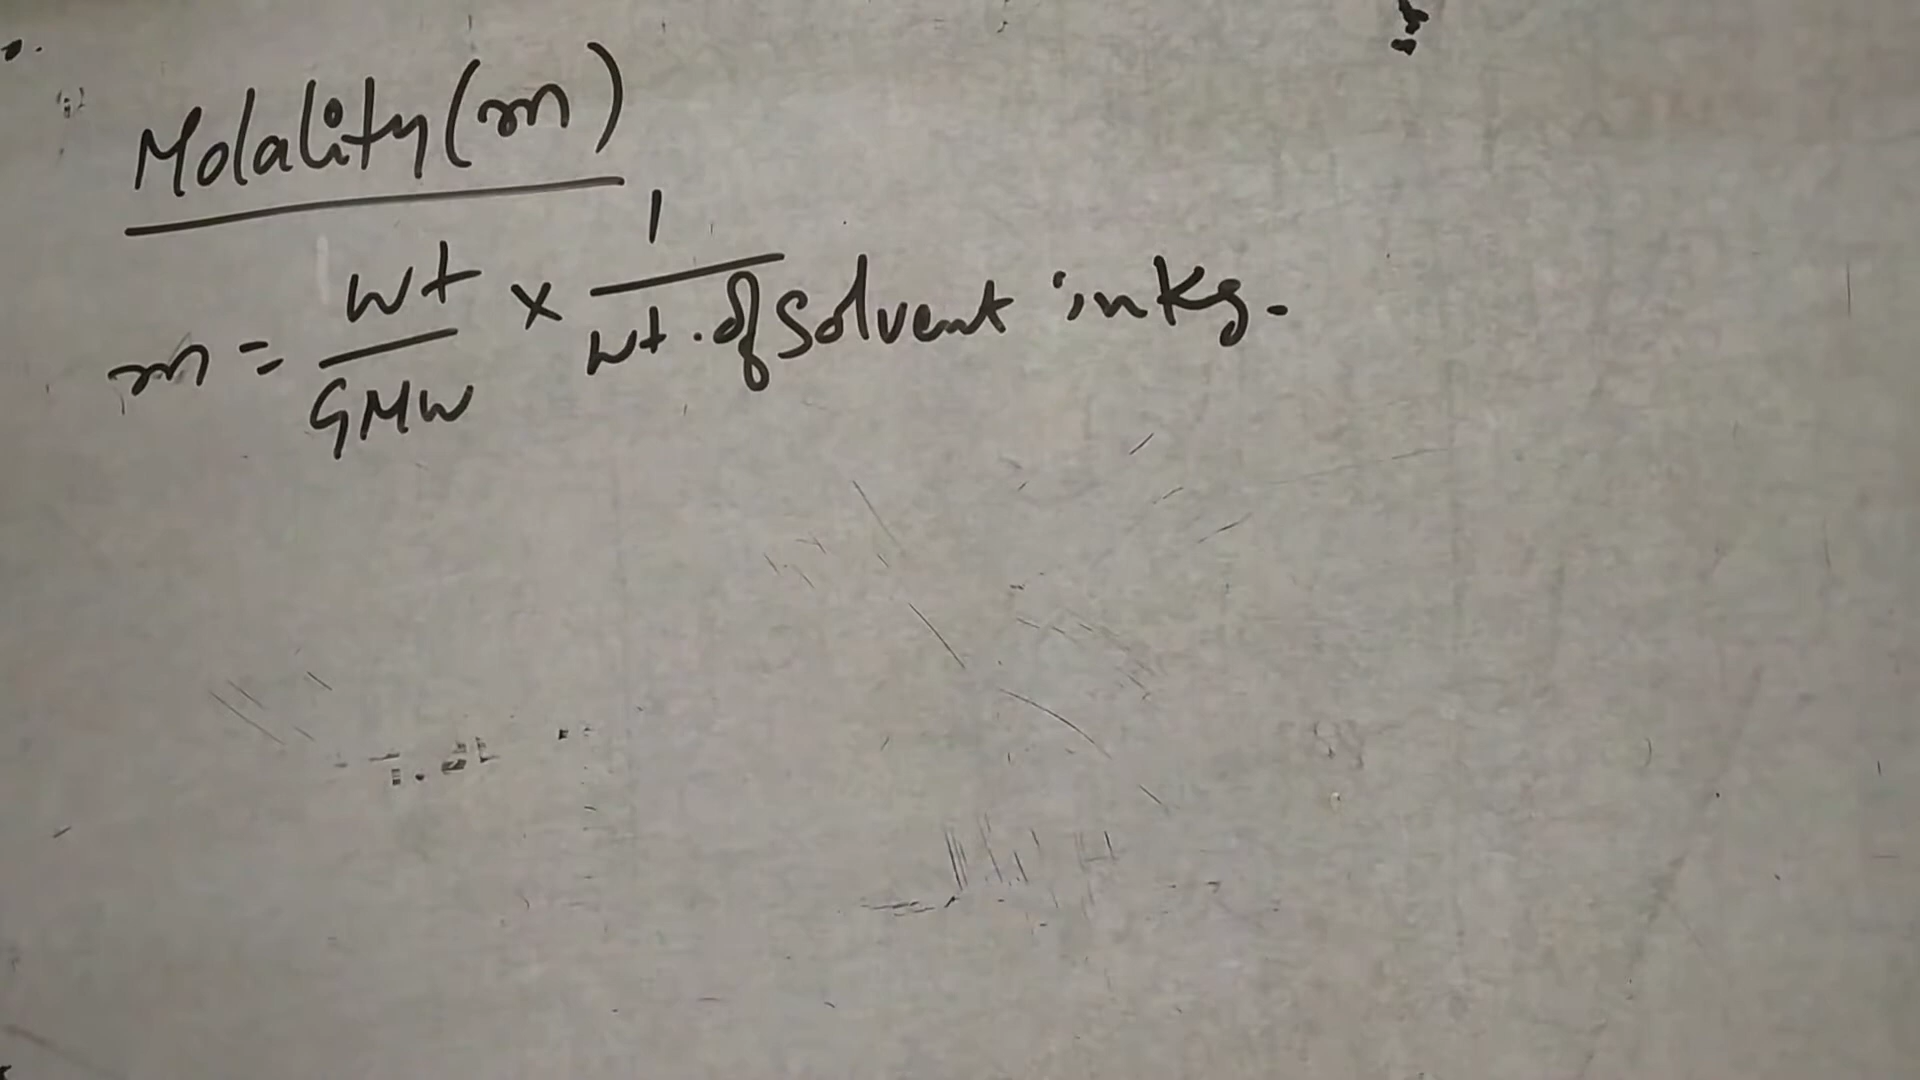 Molality (m)
m = wt/GMW × 1/wt. of solvent in Kg.